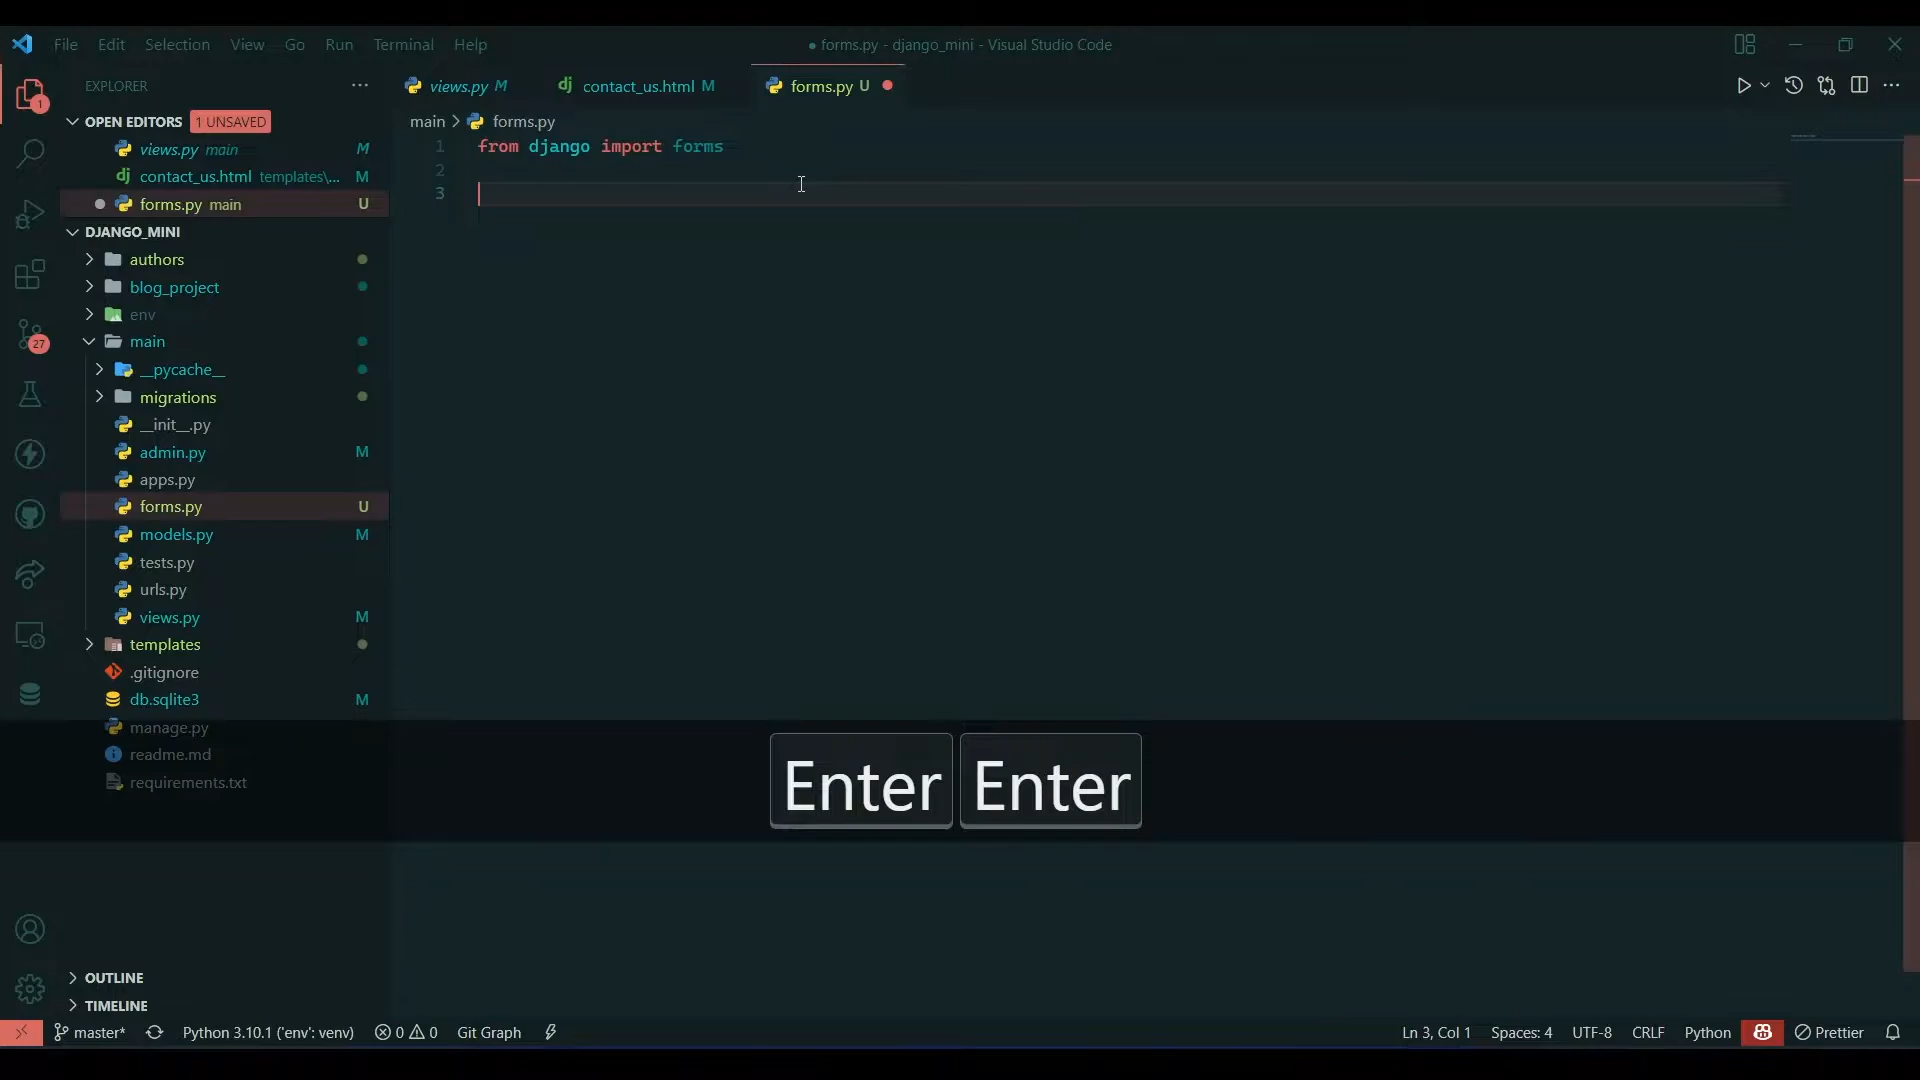 File Edit Selection View Go Run Terminal Help
● forms.py - django_mini - Visual Studio Code
EXPLORER
views.py M
contact_us.html M
forms.py U
OPEN EDITORS 1 UNSAVED
main > forms.py
views.py main M
contact_us.html templates\... M
forms.py main U
1 from django import forms
2
3
DJANGO_MINI
authors
blog_project
env
main
__pycache__
migrations
__init__.py
admin.py M
apps.py
forms.py U
models.py M
tests.py
urls.py
views.py M
templates
.gitignore
db.sqlite3 M
manage.py
readme.md
requirements.txt
1
27
Enter Enter
OUTLINE
TIMELINE
master* Python 3.10.1 ('env': venv) 0 0 Git Graph
Ln 3, Col 1 Spaces: 4 UTF-8 CRLF Python Prettier